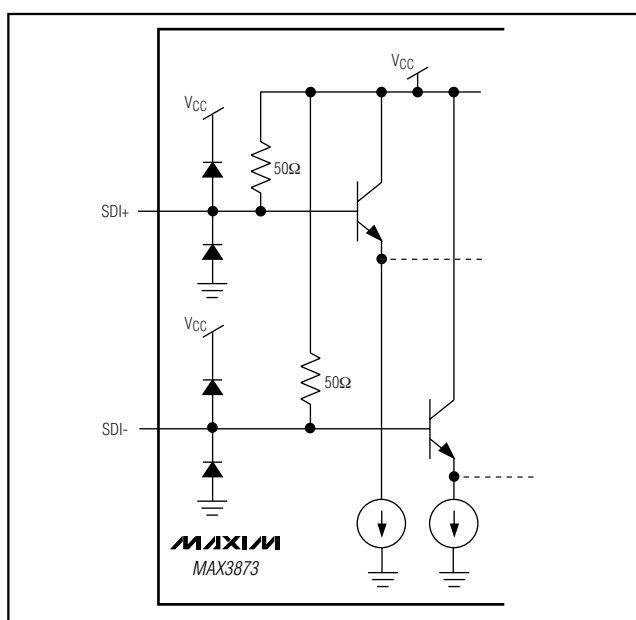 VCC
VCC
50Ω
SDI+
VCC
50Ω
SDI-
MAXIM
MAX3873